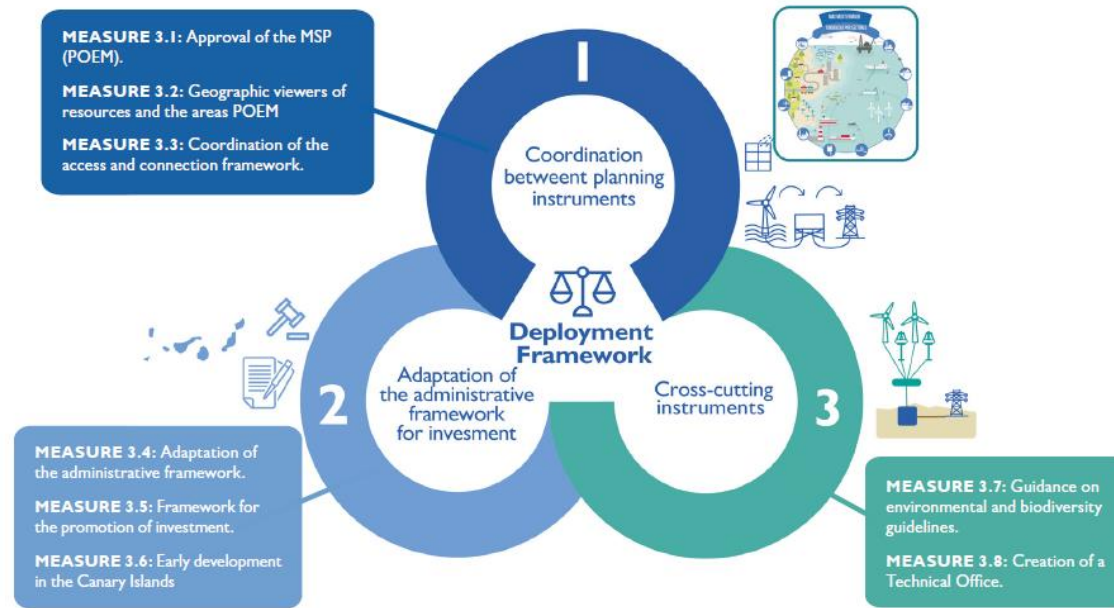 MEASURE 3.1: Approval of the MSP
(POEM).
MEASURE 3.2: Geographic viewers of
resources and the areas POEM
MEASURE 3.3: Coordination of the
access and connection framework.
1
Coordination
betweent planning
instruments
Deployment
Framework
2
Adaptation of
the administrative
framework
for invesment
Cross-cutting
instruments
3
MEASURE 3.4: Adaptation of
the administrative framework.
MEASURE 3.5: Framework for
the promotion of investment.
MEASURE 3.6: Early development
in the Canary Islands
MEASURE 3.7: Guidance on
environmental and biodiversity
guidelines.
MEASURE 3.8: Creation of a
Technical Office.